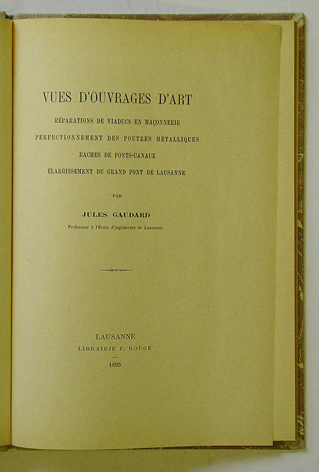 VUES D'OUVRAGES D'ART
RÉPARATIONS DE VIADUCS EN MAÇONNERIE
PERFECTIONNEMENT DES POUTRES MÉTALLIQUES
BACHES DE PONTS-CANAUX
ÉLARGISSEMENT DU GRAND PONT DE LAUSANNE
PAR
JULES GAUDARD
Professeur à l'École d'ingénieurs de Lausanne.
LAUSANNE
LIBRAIRIE F. ROUGE
1895